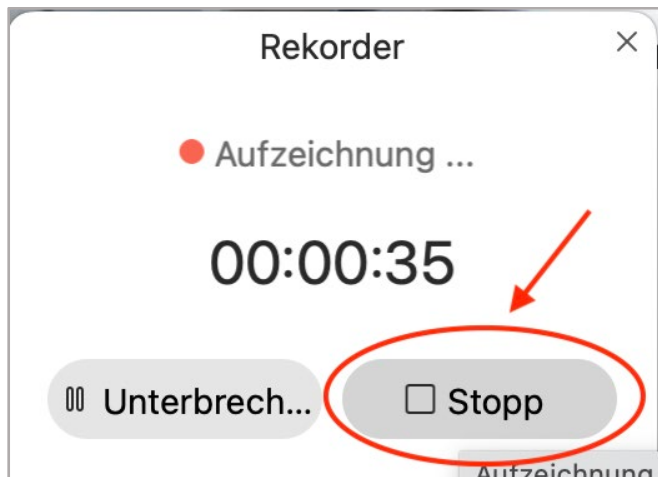 Rekorder
Aufzeichnung ...
00:00:35
Unterbrech...
Stopp
Aufzeichnung